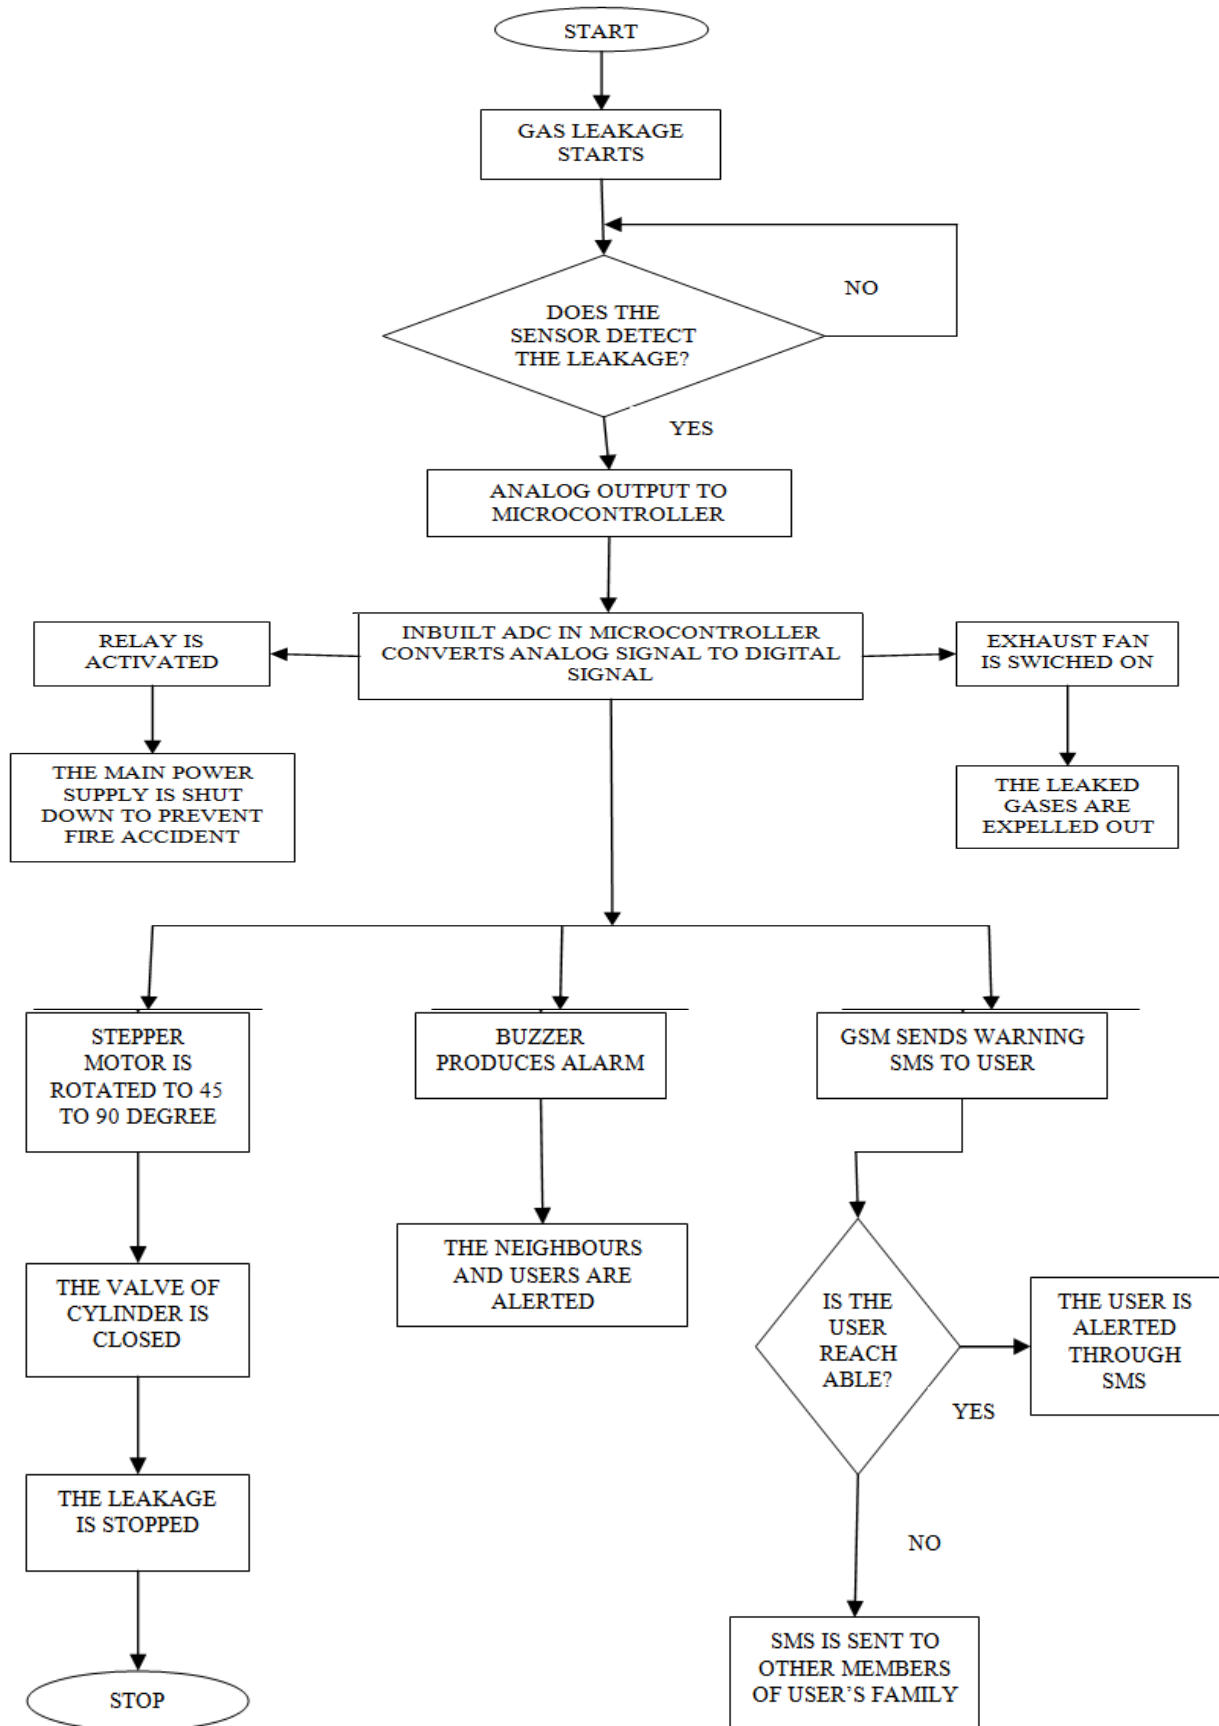 START
GAS LEAKAGE
STARTS
NO
DOES THE
SENSOR DETECT
THE LEAKAGE?
YES
ANALOG OUTPUT TO
MICROCONTROLLER
RELAY IS
ACTIVATED
INBUILT ADC IN MICROCONTROLLER
CONVERTS ANALOG SIGNAL TO DIGITAL
SIGNAL
EXHAUST FAN
IS SWICHED ON
THE MAIN POWER
SUPPLY IS SHUT
DOWN TO PREVENT
FIRE ACCIDENT
THE LEAKED
GASES ARE
EXPELLED OUT
STEPPER
MOTOR IS
ROTATED TO 45
TO 90 DEGREE
BUZZER
PRODUCES ALARM
GSM SENDS WARNING
SMS TO USER
THE VALVE OF
CYLINDER IS
CLOSED
THE NEIGHBOURS
AND USERS ARE
ALERTED
IS THE
USER
REACH
ABLE?
THE USER IS
ALERTED
THROUGH
SMS
YES
THE LEAKAGE
IS STOPPED
NO
STOP
SMS IS SENT TO
OTHER MEMBERS
OF USER'S FAMILY